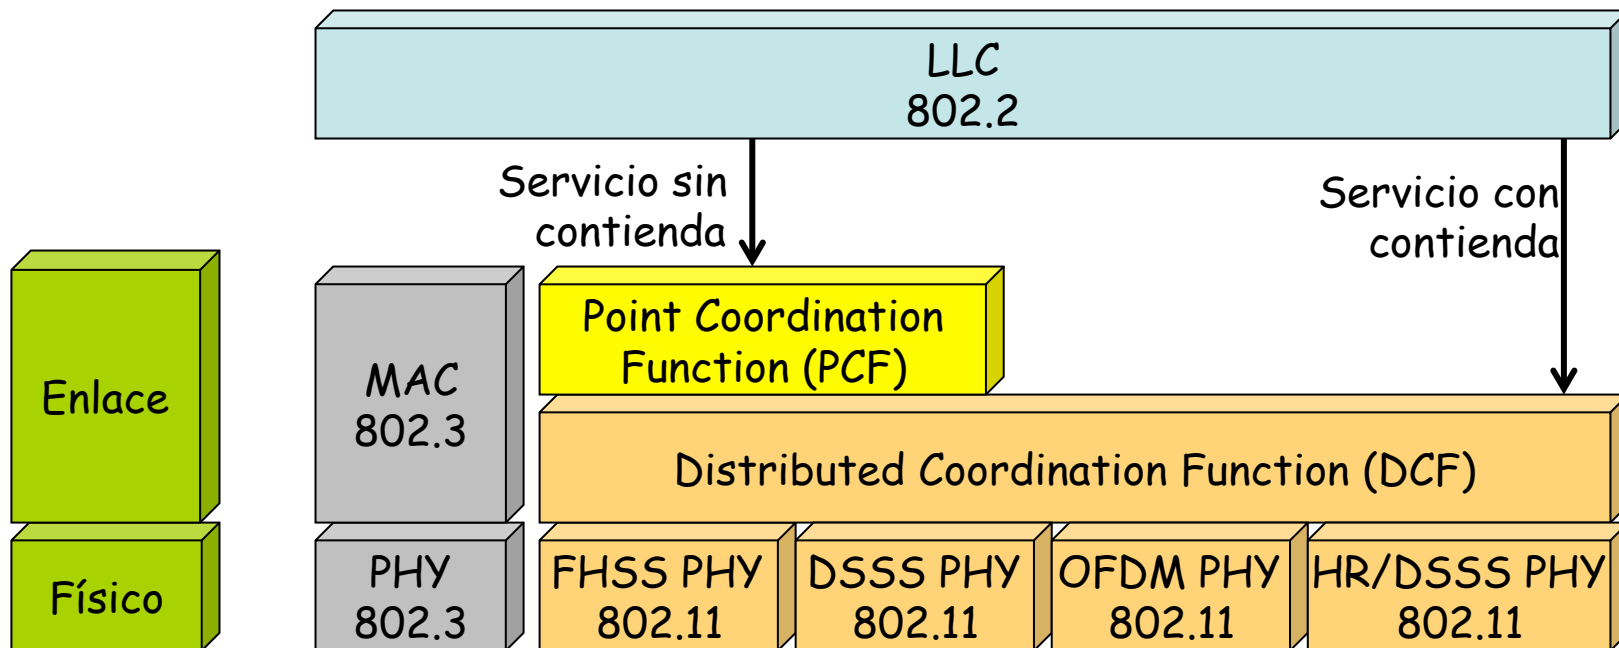 LLC
802.2
Servicio sin
contienda
Servicio con
contienda
Enlace
MAC
802.3
Point Coordination
Function (PCF)
Distributed Coordination Function (DCF)
Físico
PHY
802.3
FHSS PHY
802.11
DSSS PHY
802.11
OFDM PHY
802.11
HR/DSSS PHY
802.11